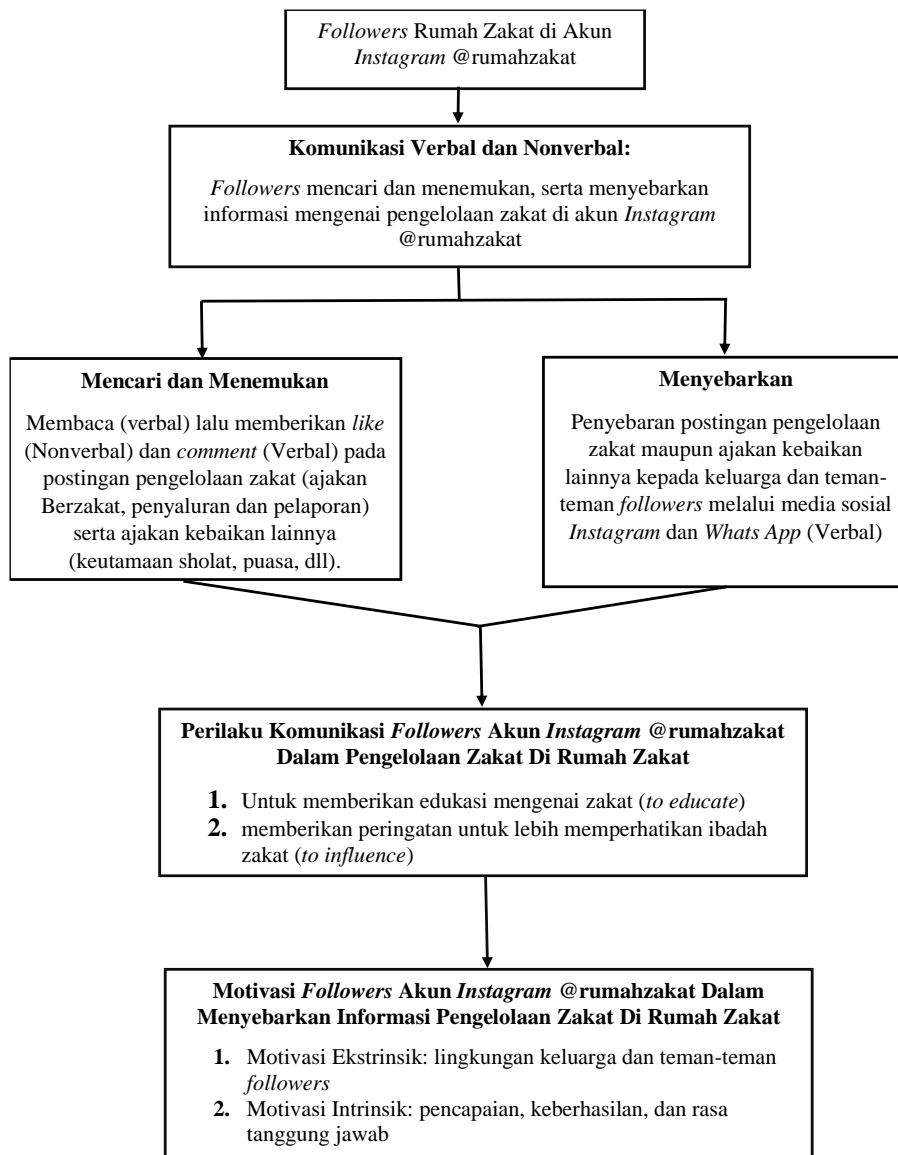 Followers Rumah Zakat di Akun
Instagram @rumahzakat
Komunikasi Verbal dan Nonverbal:
Followers mencari dan menemukan, serta menyebarkan
informasi mengenai pengelolaan zakat di akun Instagram
@rumahzakat
Mencari dan Menemukan
Membaca (verbal) lalu memberikan like
(Nonverbal) dan comment (Verbal) pada
postingan pengelolaan zakat (ajakan
Berzakat, penyaluran dan pelaporan)
serta ajakan kebaikan lainnya
(keutamaan sholat, puasa, dll).
Menyebarkan
Penyebaran postingan pengelolaan
zakat maupun ajakan kebaikan
lainnya kepada keluarga dan teman-
teman followers melalui media sosial
Instagram dan Whats App (Verbal)
Perilaku Komunikasi Followers Akun Instagram @rumahzakat
Dalam Pengelolaan Zakat Di Rumah Zakat
1. Untuk memberikan edukasi mengenai zakat (to educate)
2. memberikan peringatan untuk lebih memperhatikan ibadah
zakat (to influence)
Motivasi Followers Akun Instagram @rumahzakat Dalam
Menyebarkan Informasi Pengelolaan Zakat Di Rumah Zakat
1. Motivasi Ekstrinsik: lingkungan keluarga dan teman-teman
followers
2. Motivasi Intrinsik: pencapaian, keberhasilan, dan rasa
tanggung jawab